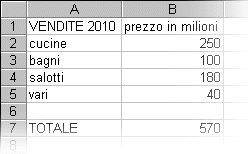 A B
1 VENDITE 2010 prezzo in milioni
2 cucine 250
3 bagni 100
4 salotti 180
5 vari 40
6
7 TOTALE 570